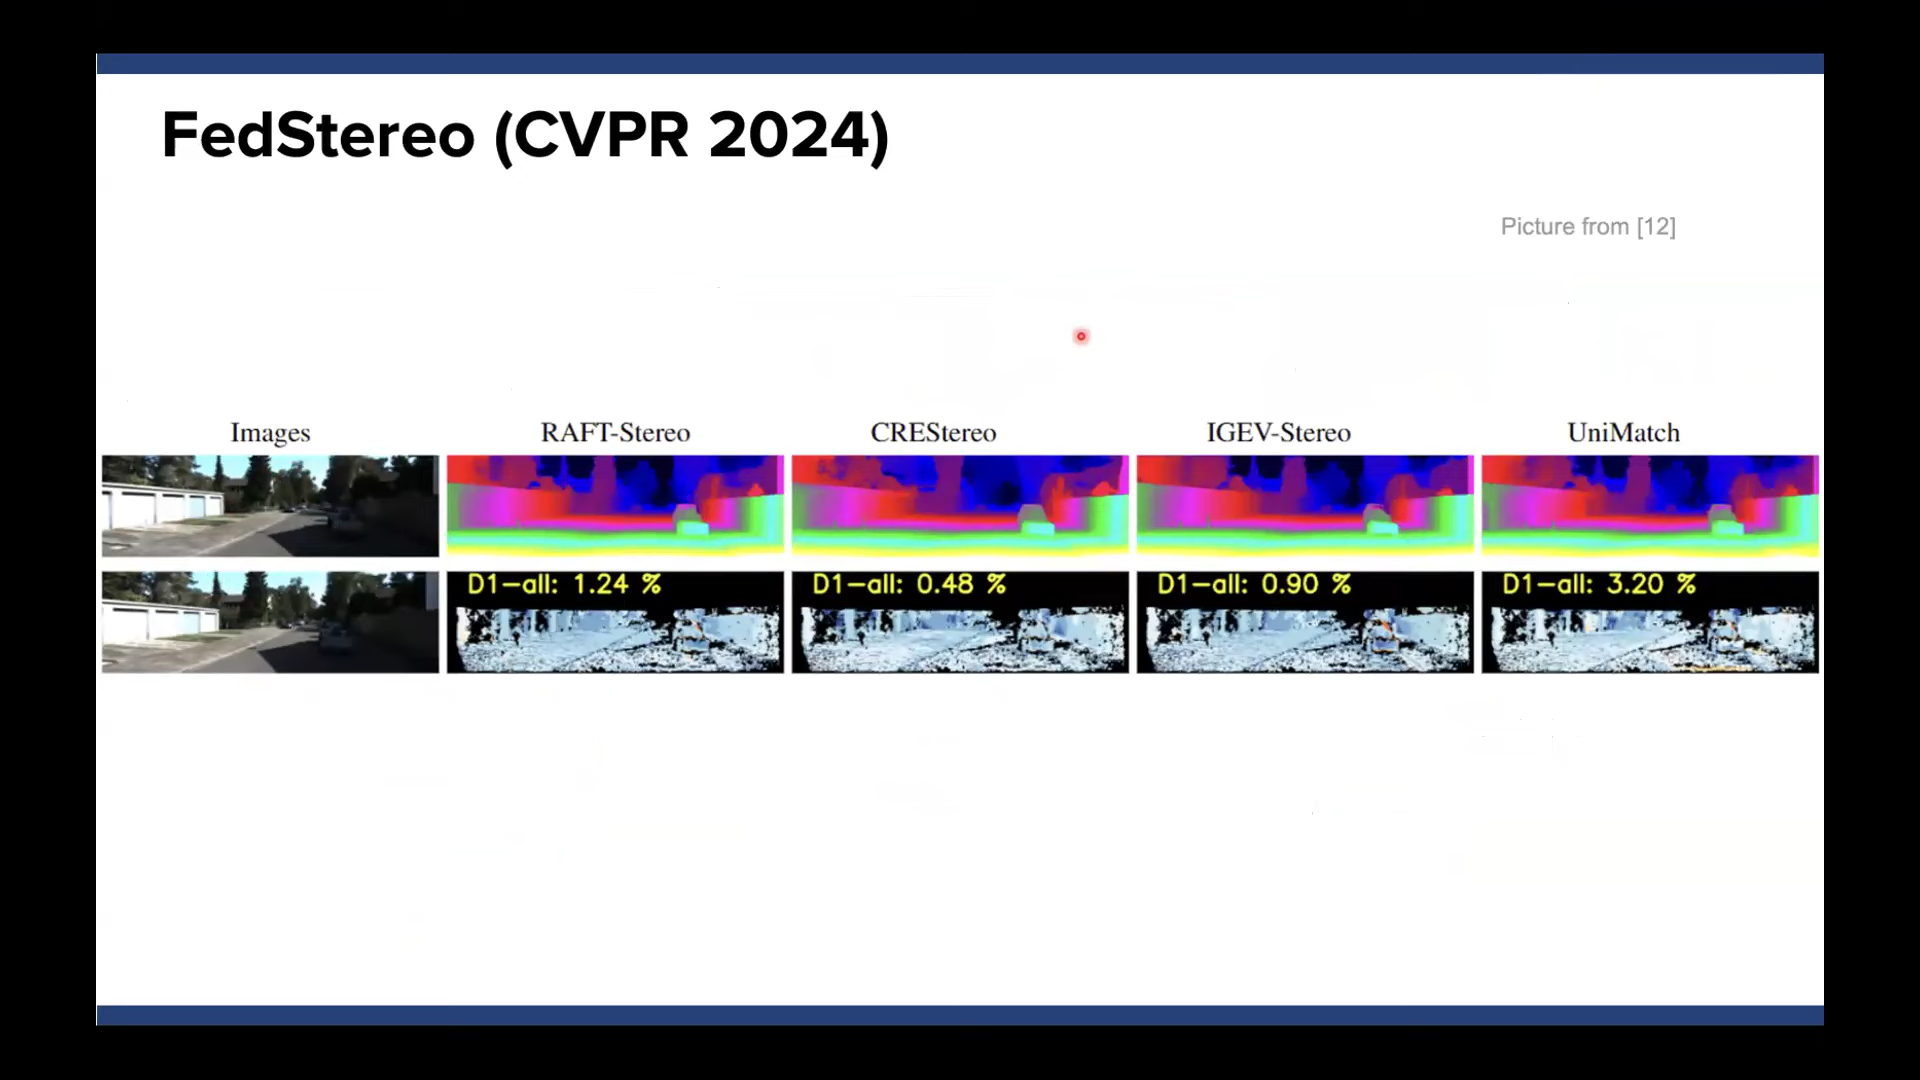 FedStereo (CVPR 2024)
Picture from [12]
Images RAFT-Stereo CREStereo IGEV-Stereo UniMatch
D1-all: 1.24 % D1-all: 0.48 % D1-all: 0.90 % D1-all: 3.20 %